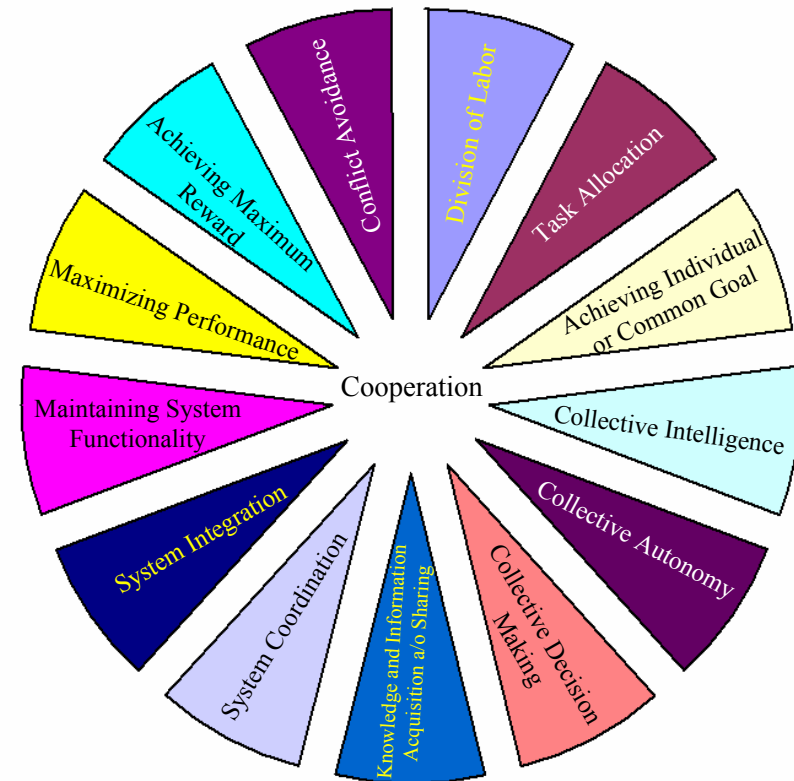 Cooperation
Division of Labor
Task Allocation
Achieving Individual
or Common Goal
Collective Intelligence
Collective Autonomy
Collective Decision
Making
Knowledge and Information
Acquisition a/o Sharing
System Coordination
System Integration
Maintaining System
Functionality
Maximizing Performance
Achieving Maximum
Reward
Conflict Avoidance